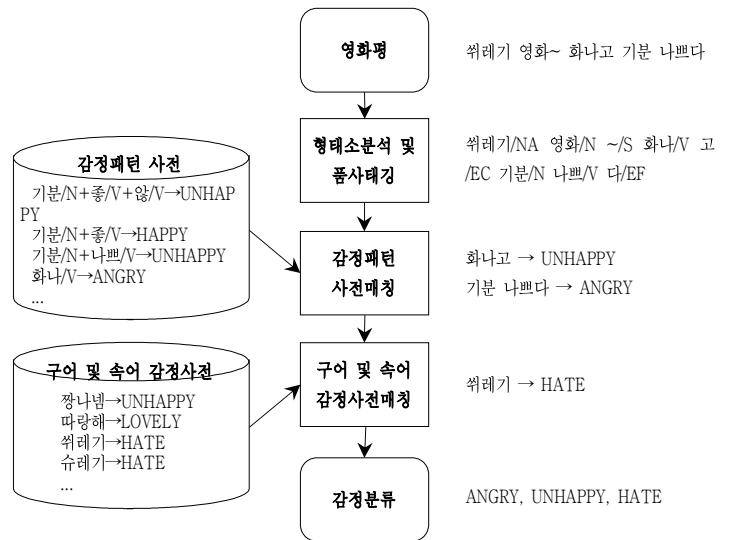 영화평
쒸레기 영화~ 화나고 기분 나쁘다
형태소분석 및
품사태깅
쒸레기/NA 영화/N ~/S 화나/V 고
/EC 기분/N 나쁘/V 다/EF
감정패턴 사전
기분/N+좋/V+않/V→UNHAP
PY
기분/N+좋/V→HAPPY
기분/N+나쁘/V→UNHAPPY
화나/V→ANGRY
...
감정패턴
사전매칭
화나고 → UNHAPPY
기분 나쁘다 → ANGRY
구어 및 속어 감정사전
짱나넴→UNHAPPY
따랑해→LOVELY
쒸레기→HATE
슈레기→HATE
...
구어 및 속어
감정사전매칭
쒸레기 → HATE
감정분류
ANGRY, UNHAPPY, HATE